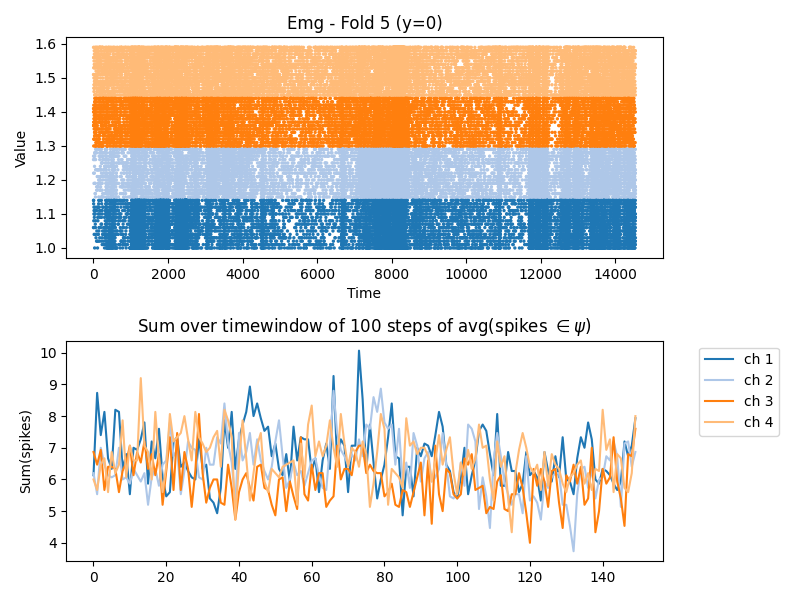 Emg - Fold 5 (y=0)
Value
1.6
1.5
1.4
1.3
1.2
1.1
1.0
0 2000 4000 6000 8000 10000 12000 14000
Time
Sum over timewindow of 100 steps of avg(spikes ∈ ψ)
Sum(spikes)
10
9
8
7
6
5
4
0 20 40 60 80 100 120 140
ch 1
ch 2
ch 3
ch 4